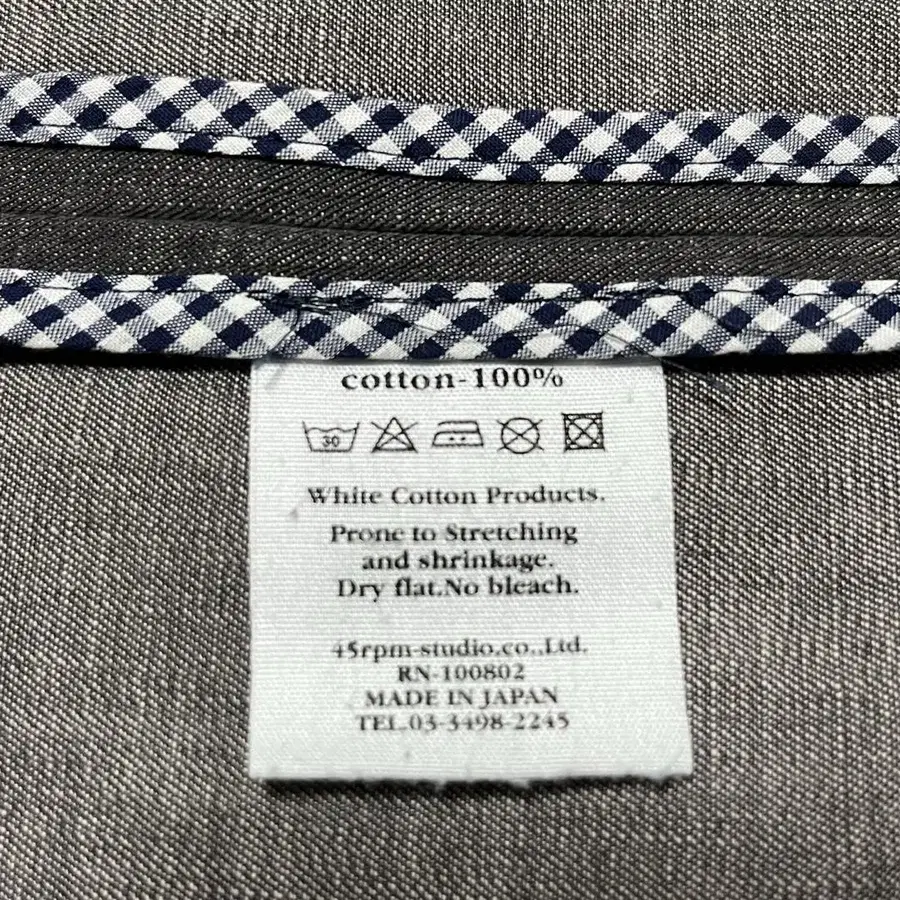 cotton-100%
30
White Cotton Products.
Prone to Stretching
and shrinkage.
Dry flat.No bleach.
45rpm-studio.co.,Ltd.
RN-100802
MADE IN JAPAN
TEL.03-3498-2245